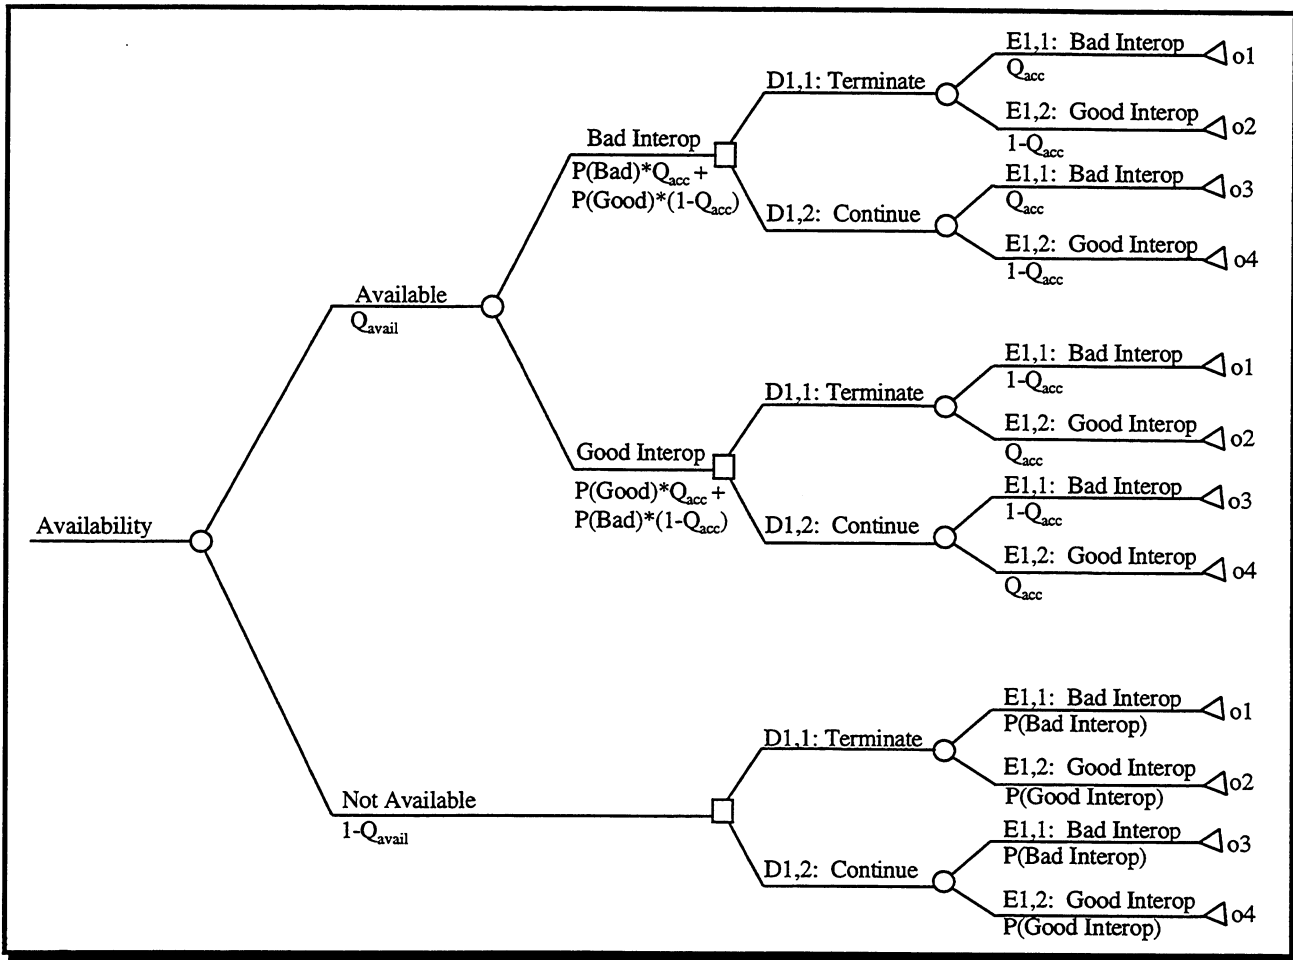 E1,1: Bad Interop
o1
Q_acc
D1,1: Terminate
E1,2: Good Interop
o2
1-Q_acc
Bad Interop
P(Bad)*Q_acc +
P(Good)*(1-Q_acc)
E1,1: Bad Interop
o3
Q_acc
D1,2: Continue
E1,2: Good Interop
o4
1-Q_acc
Available
Q_avail
E1,1: Bad Interop
o1
1-Q_acc
D1,1: Terminate
E1,2: Good Interop
o2
Q_acc
Good Interop
P(Good)*Q_acc +
P(Bad)*(1-Q_acc)
E1,1: Bad Interop
o3
1-Q_acc
D1,2: Continue
E1,2: Good Interop
o4
Q_acc
Availability
E1,1: Bad Interop
o1
P(Bad Interop)
D1,1: Terminate
E1,2: Good Interop
o2
P(Good Interop)
Not Available
1-Q_avail
E1,1: Bad Interop
o3
P(Bad Interop)
D1,2: Continue
E1,2: Good Interop
o4
P(Good Interop)